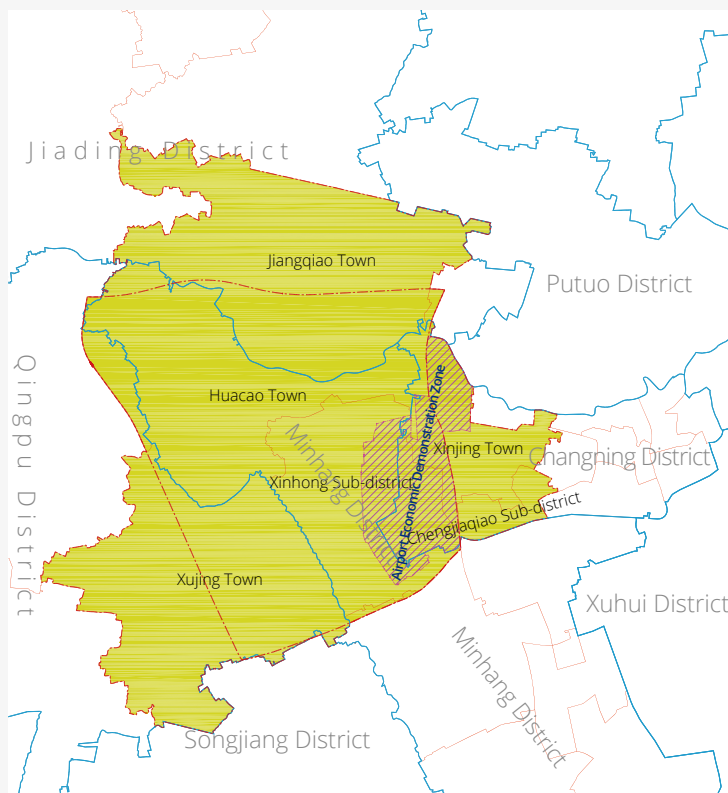 Jiading District
Jiangqiao Town
Putuo District
Qingpu District
Huacao Town
Airport Economic Demonstration Zone
Minhang District
Xinjing Town
Changning District
Xinhong Sub-district
Chengjiaqiao Sub-district
Xujing Town
Xuhui District
Minhang District
Songjiang District